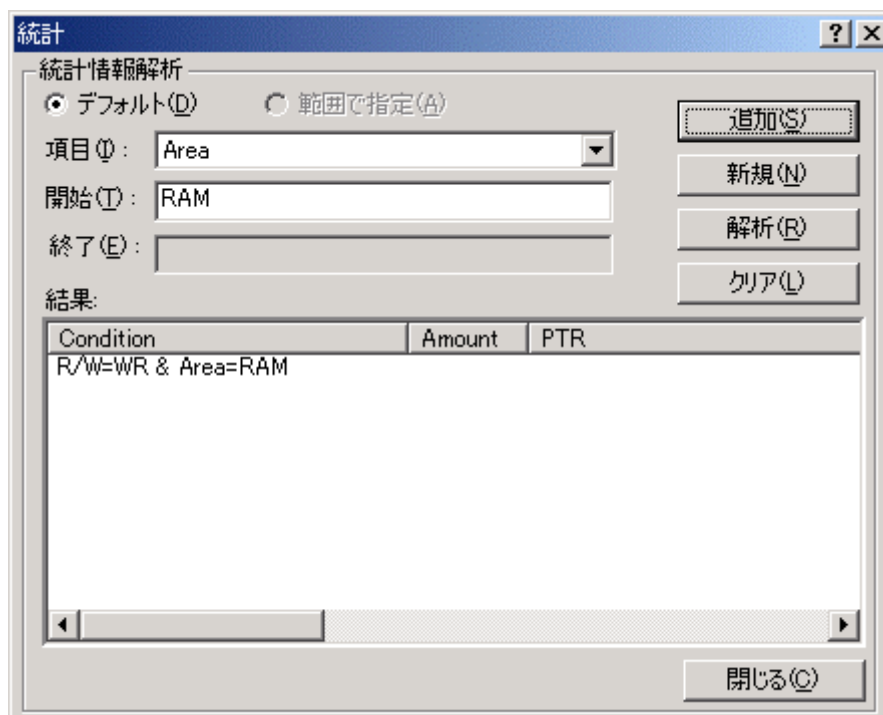 統計
統計情報解析
デフォルト(D) 範囲で指定(A)
追加(S)
項目(I): Area
新規(N)
開始(T): RAM
解析(R)
終了(E):
クリア(L)
結果:
Condition Amount PTR
R/W=WR & Area=RAM
閉じる(C)